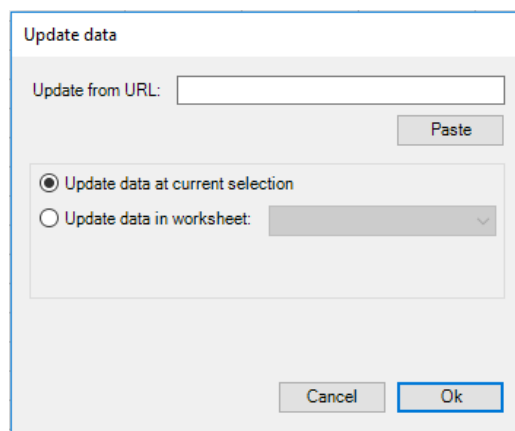 Update data
Update from URL:
Paste
Update data at current selection
Update data in worksheet:
Cancel Ok